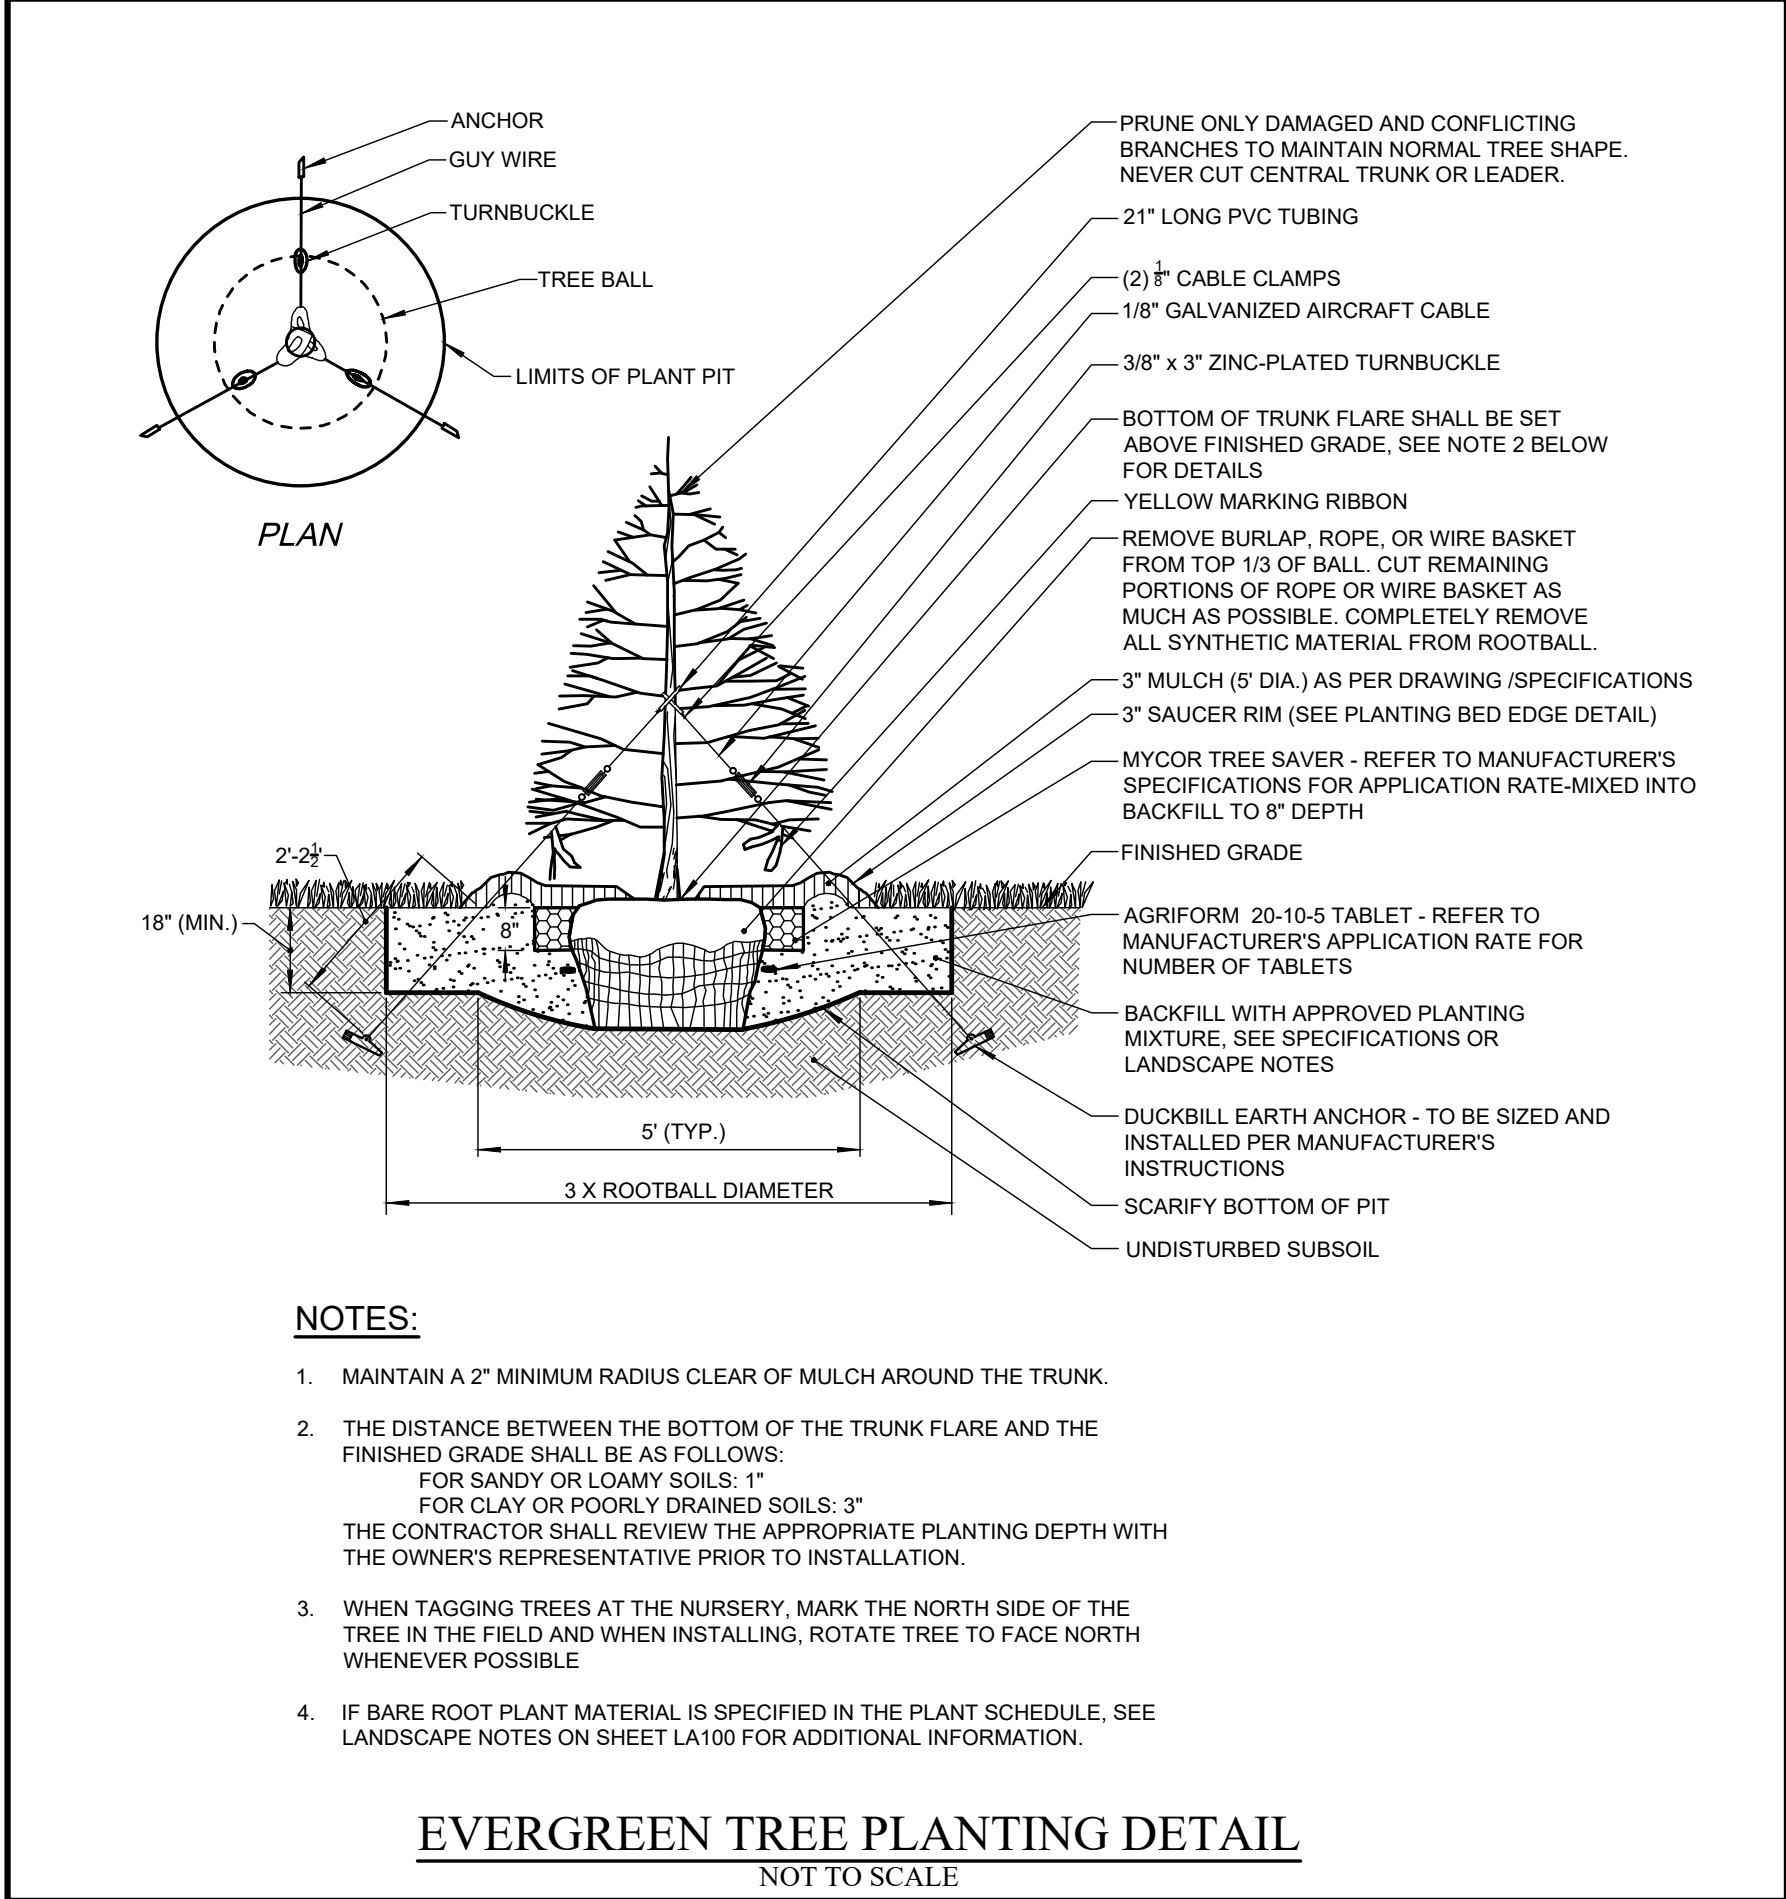 ANCHOR
GUY WIRE
TURNBUCKLE
TREE BALL
LIMITS OF PLANT PIT
PLAN
PRUNE ONLY DAMAGED AND CONFLICTING
BRANCHES TO MAINTAIN NORMAL TREE SHAPE.
NEVER CUT CENTRAL TRUNK OR LEADER.
21" LONG PVC TUBING
(2) 1/8" CABLE CLAMPS
1/8" GALVANIZED AIRCRAFT CABLE
3/8" x 3" ZINC-PLATED TURNBUCKLE
BOTTOM OF TRUNK FLARE SHALL BE SET
ABOVE FINISHED GRADE, SEE NOTE 2 BELOW
FOR DETAILS
YELLOW MARKING RIBBON
REMOVE BURLAP, ROPE, OR WIRE BASKET
FROM TOP 1/3 OF BALL. CUT REMAINING
PORTIONS OF ROPE OR WIRE BASKET AS
MUCH AS POSSIBLE. COMPLETELY REMOVE
ALL SYNTHETIC MATERIAL FROM ROOTBALL.
3" MULCH (5' DIA.) AS PER DRAWING /SPECIFICATIONS
3" SAUCER RIM (SEE PLANTING BED EDGE DETAIL)
MYCOR TREE SAVER - REFER TO MANUFACTURER'S
SPECIFICATIONS FOR APPLICATION RATE-MIXED INTO
BACKFILL TO 8" DEPTH
FINISHED GRADE
AGRIFORM 20-10-5 TABLET - REFER TO
MANUFACTURER'S APPLICATION RATE FOR
NUMBER OF TABLETS
BACKFILL WITH APPROVED PLANTING
MIXTURE, SEE SPECIFICATIONS OR
LANDSCAPE NOTES
DUCKBILL EARTH ANCHOR - TO BE SIZED AND
INSTALLED PER MANUFACTURER'S
INSTRUCTIONS
SCARIFY BOTTOM OF PIT
UNDISTURBED SUBSOIL
2'-2 1/2'
18" (MIN.)
8"
5' (TYP.)
3 X ROOTBALL DIAMETER
NOTES:
1. MAINTAIN A 2" MINIMUM RADIUS CLEAR OF MULCH AROUND THE TRUNK.
2. THE DISTANCE BETWEEN THE BOTTOM OF THE TRUNK FLARE AND THE
FINISHED GRADE SHALL BE AS FOLLOWS:
FOR SANDY OR LOAMY SOILS: 1"
FOR CLAY OR POORLY DRAINED SOILS: 3"
THE CONTRACTOR SHALL REVIEW THE APPROPRIATE PLANTING DEPTH WITH
THE OWNER'S REPRESENTATIVE PRIOR TO INSTALLATION.
3. WHEN TAGGING TREES AT THE NURSERY, MARK THE NORTH SIDE OF THE
TREE IN THE FIELD AND WHEN INSTALLING, ROTATE TREE TO FACE NORTH
WHENEVER POSSIBLE
4. IF BARE ROOT PLANT MATERIAL IS SPECIFIED IN THE PLANT SCHEDULE, SEE
LANDSCAPE NOTES ON SHEET LA100 FOR ADDITIONAL INFORMATION.
EVERGREEN TREE PLANTING DETAIL
NOT TO SCALE